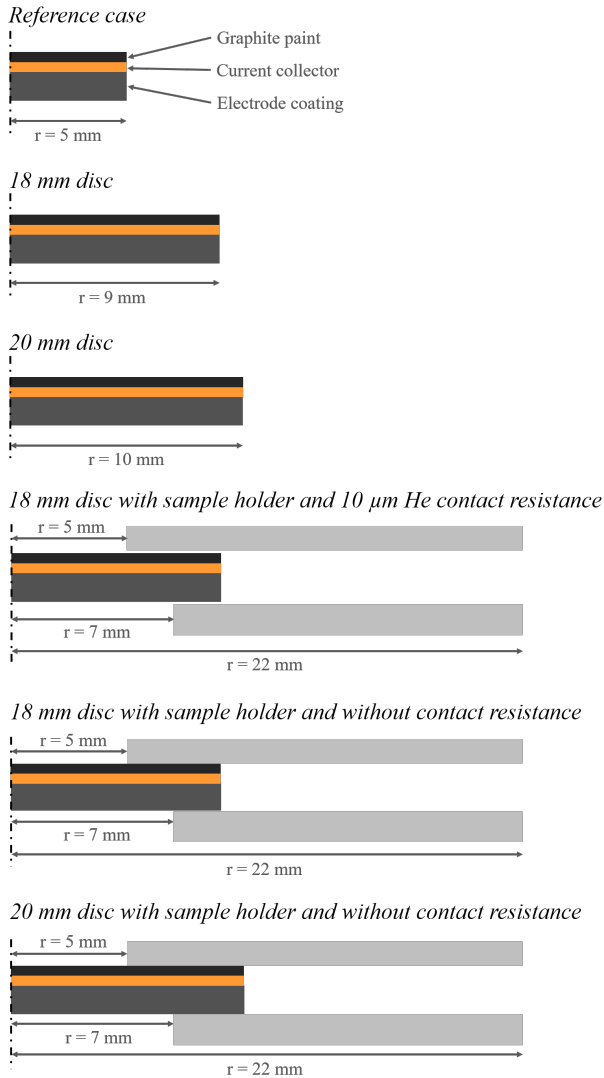 Reference case
Graphite paint
Current collector
Electrode coating
r = 5 mm
18 mm disc
r = 9 mm
20 mm disc
r = 10 mm
18 mm disc with sample holder and 10 µm He contact resistance
r = 5 mm
r = 7 mm
r = 22 mm
18 mm disc with sample holder and without contact resistance
r = 5 mm
r = 7 mm
r = 22 mm
20 mm disc with sample holder and without contact resistance
r = 5 mm
r = 7 mm
r = 22 mm